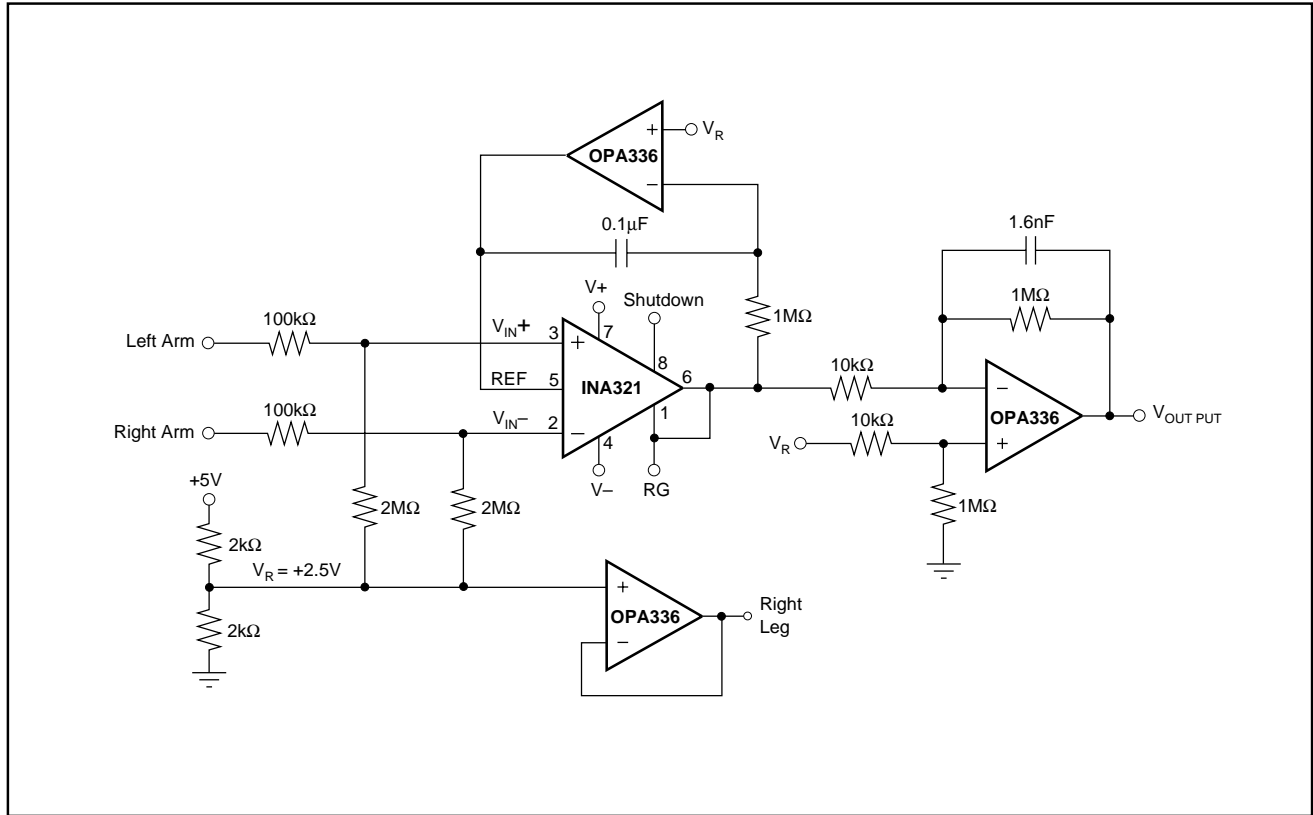 +
V_R
OPA336
−
0.1μF
1.6nF
V+
Shutdown
1MΩ
1MΩ
100kΩ
V_IN+
3
+
7
8
Left Arm
10kΩ
REF
5
INA321
6
−
100kΩ
V_IN−
1
OPA336
V_OUT PUT
Right Arm
2
−
4
10kΩ
+
V_R
+5V
V−
RG
2MΩ
2MΩ
1MΩ
2kΩ
V_R = +2.5V
+
OPA336
Right
Leg
2kΩ
−